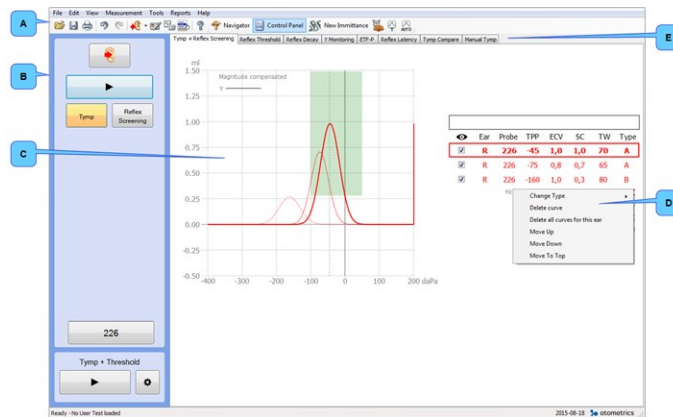 A
File Edit View Measurement Tools Reports Help
Navigator Control Panel New Immittance AUTO
E
Tymp + Reflex Screening Reflex Threshold Reflex Decay Y Monitoring ETF-P Reflex Latency Tymp Compare Manual Tymp
B
Tymp
Reflex Screening
C
ml
Magnitude compensated
Y
1.50
1.25
1.00
0.75
0.50
0.25
0.00
-0.25
-0.50
-400 -300 -200 -100 0 200 daPa
Ear Probe TPP ECV SC TW Type
R 226 -45 1,0 1,0 70 A
R 226 -75 0,8 0,7 65 A
R 226 -160 1,0 0,3 80 B
D
Change Type
Delete curve
Delete all curves for this ear
Move Up
Move Down
Move To Top
226
Tymp + Threshold
Ready - No User Test loaded
2015-08-18 otometrics